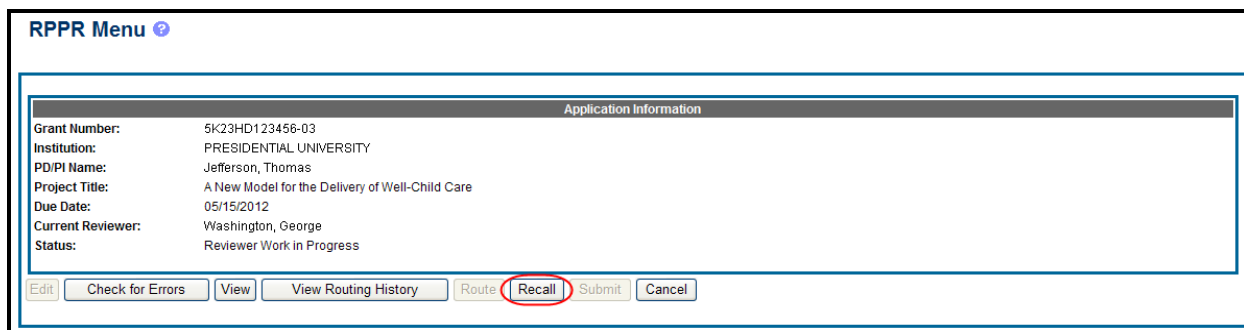 RPPR Menu ?
Application Information
Grant Number: 5K23HD123456-03
Institution: PRESIDENTIAL UNIVERSITY
PD/PI Name: Jefferson, Thomas
Project Title: A New Model for the Delivery of Well-Child Care
Due Date: 05/15/2012
Current Reviewer: Washington, George
Status: Reviewer Work in Progress
Edit Check for Errors View View Routing History Route Recall Submit Cancel